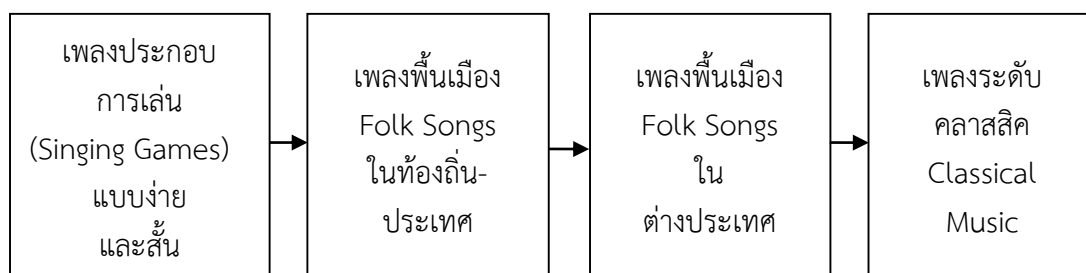 เพลงประกอบ
การเล่น
(Singing Games)
แบบง่าย
และสั้น
เพลงพื้นเมือง
Folk Songs
ในท้องถิ่น-
ประเทศ
เพลงพื้นเมือง
Folk Songs
ใน
ต่างประเทศ
เพลงระดับ
คลาสสิค
Classical
Music